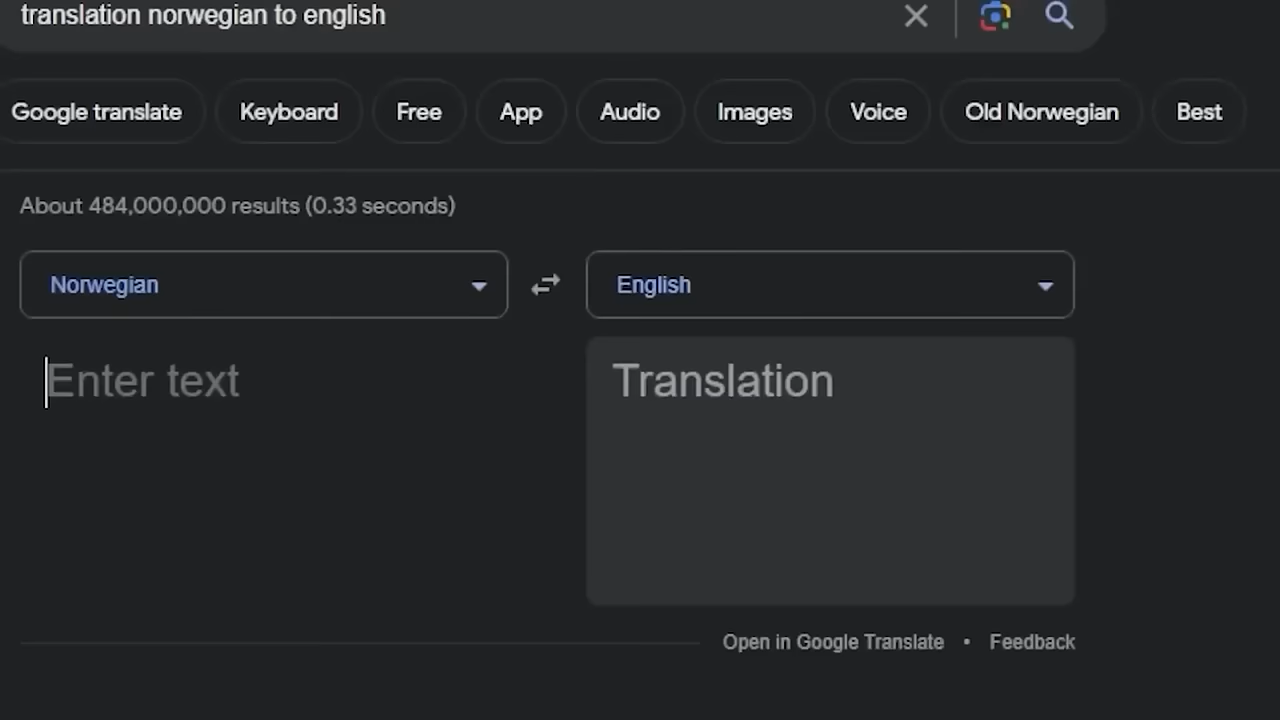 translation norwegian to english
Google translate Keyboard Free App Audio Images Voice Old Norwegian Best
About 484,000,000 results (0.33 seconds)
Norwegian English
Enter text Translation
Open in Google Translate • Feedback